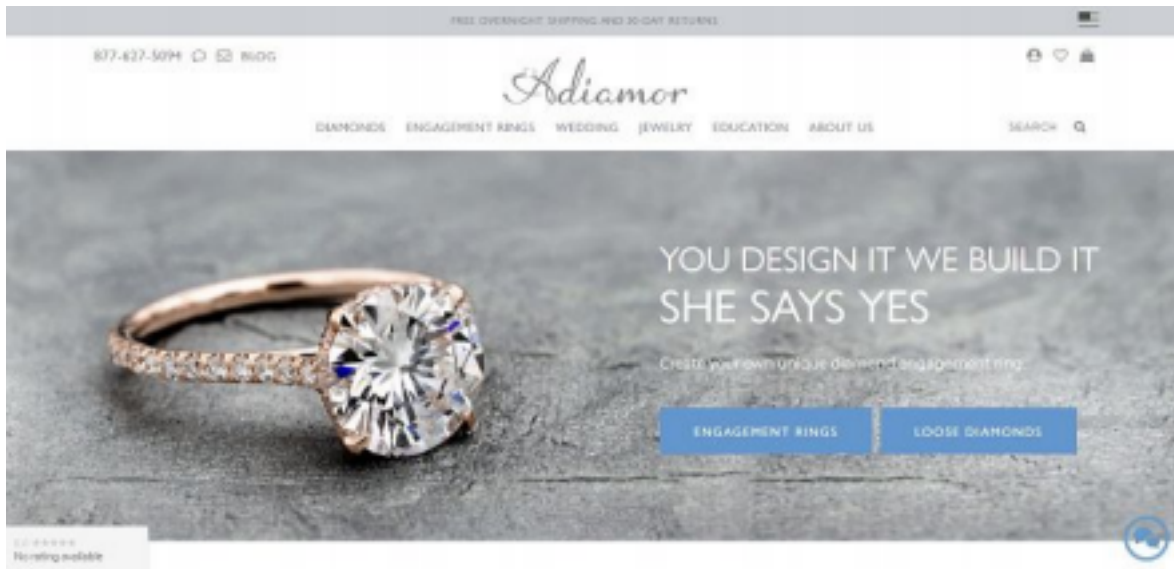 FREE OVERNIGHT SHIPPING AND 30-DAY RETURNS
877-627-5094 BLOG
Adiamor
DIAMONDS ENGAGEMENT RINGS WEDDING JEWELRY EDUCATION ABOUT US SEARCH
YOU DESIGN IT WE BUILD IT
SHE SAYS YES
Create your own unique diamond engagement ring
ENGAGEMENT RINGS LOOSE DIAMONDS
No rating available